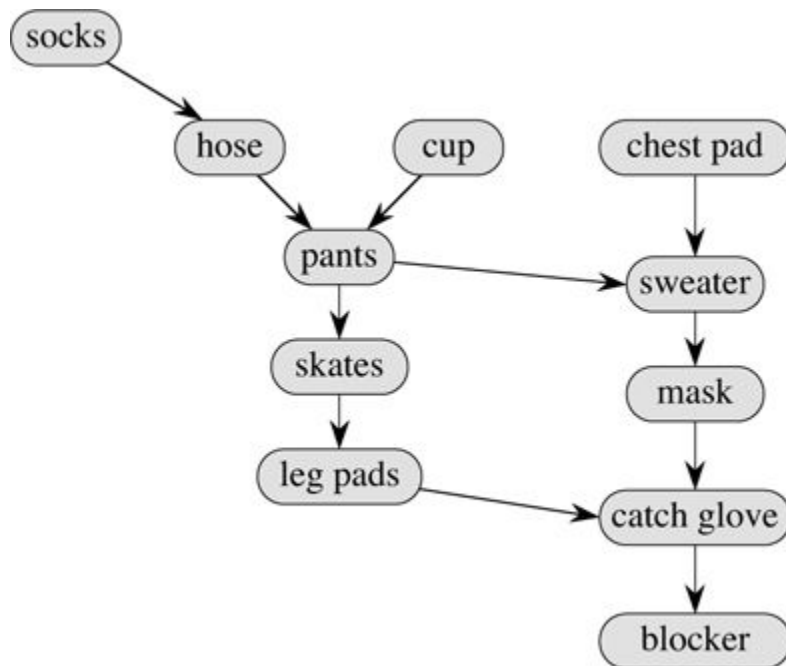 socks
hose
cup
chest pad
pants
sweater
skates
mask
leg pads
catch glove
blocker